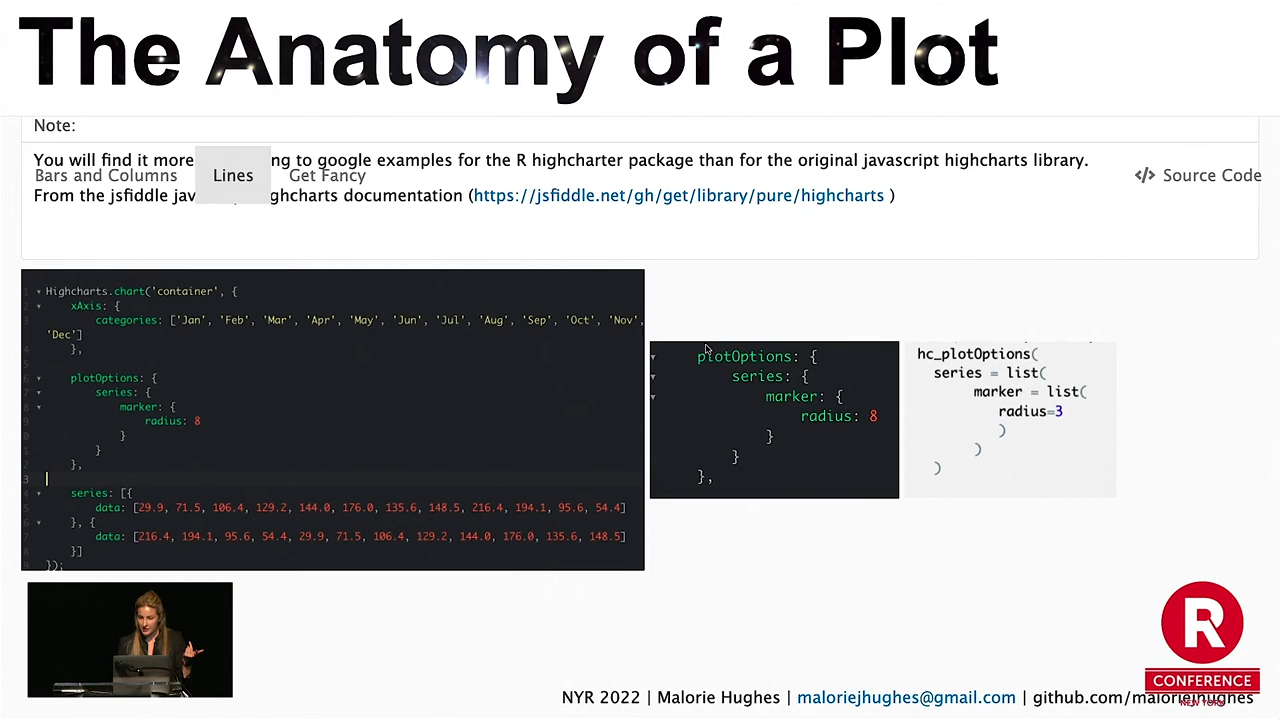 The Anatomy of a Plot
Note:
You will find it more ng to google examples for the R highcharter package than for the original javascript highcharts library.
Bars and Columns Lines Get Fancy </> Source Code
From the jsfiddle jav ghcharts documentation (https://jsfiddle.net/gh/get/library/pure/highcharts )
Highcharts.chart('container', {
xAxis: {
categories: ['Jan', 'Feb', 'Mar', 'Apr', 'May', 'Jun', 'Jul', 'Aug', 'Sep', 'Oct', 'Nov',
'Dec']
},
plotOptions: {
series: {
marker: {
radius: 8
}
}
},
series: [{
data: [29.9, 71.5, 106.4, 129.2, 144.0, 176.0, 135.6, 148.5, 216.4, 194.1, 95.6, 54.4]
}, {
data: [216.4, 194.1, 95.6, 54.4, 29.9, 71.5, 106.4, 129.2, 144.0, 176.0, 135.6, 148.5]
}]
});
plotOptions: {
series: {
marker: {
radius: 8
}
}
},
hc_plotOptions(
series = list(
marker = list(
radius=3
)
)
)
R
CONFERENCE
NEW YORK
NYR 2022 | Malorie Hughes | maloriejhughes@gmail.com | github.com/maloriejhughes